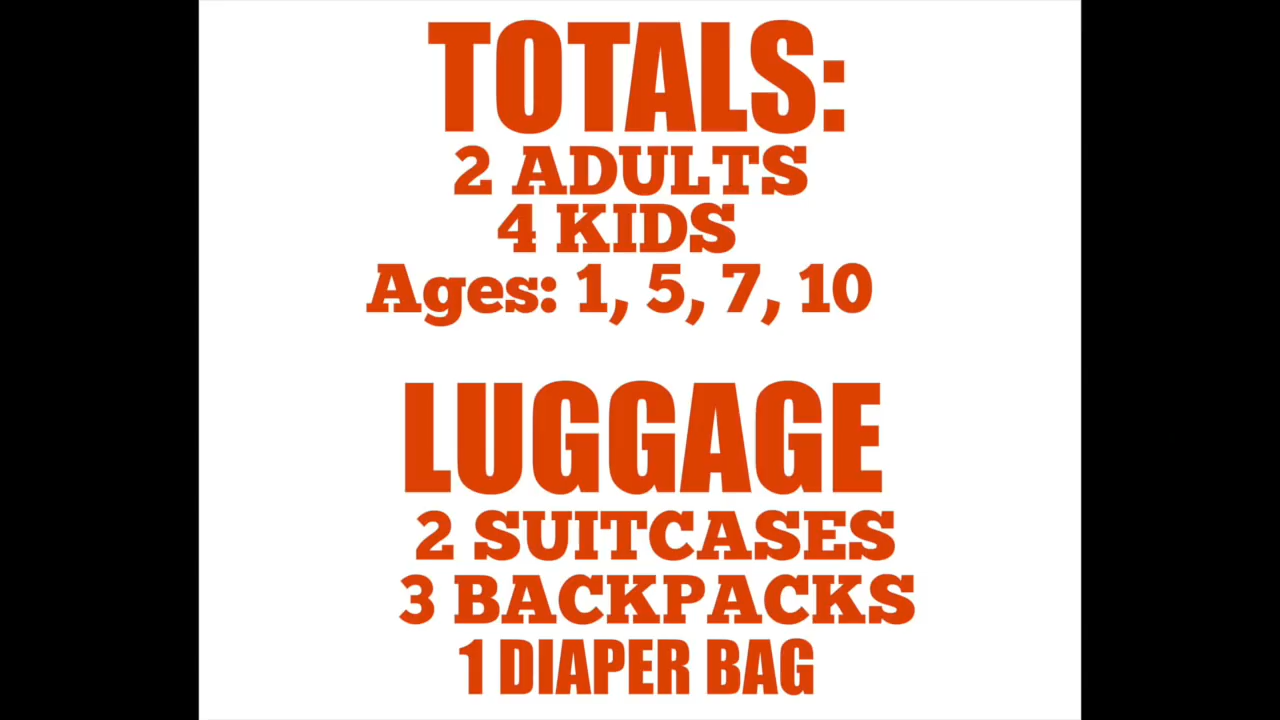 TOTALS:
2 ADULTS
4 KIDS
Ages: 1, 5, 7, 10
LUGGAGE
2 SUITCASES
3 BACKPACKS
1 DIAPER BAG